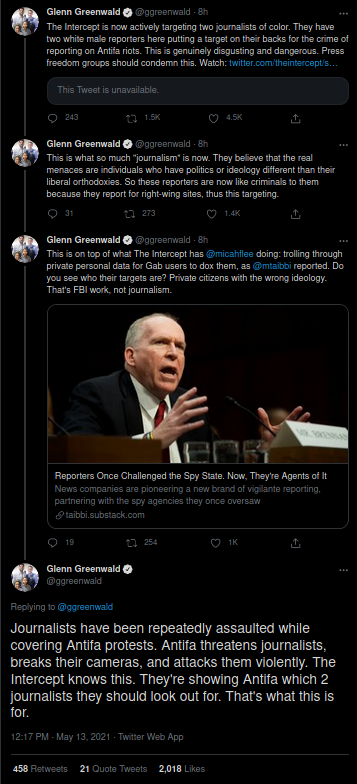 Glenn Greenwald @ggreenwald · 8h
The Intercept is now actively targeting two journalists of color. They have
two white male reporters here putting a target on their backs for the crime of
reporting on Antifa riots. This is genuinely disgusting and dangerous. Press
freedom groups should condemn this. Watch: twitter.com/theintercept/s…
This Tweet is unavailable.
243 1.5K 4.5K
Glenn Greenwald @ggreenwald · 8h
This is what so much "journalism" is now. They believe that the real
menaces are individuals who have politics or ideology different than their
liberal orthodoxies. So these reporters are now like criminals to them
because they report for right-wing sites, thus this targeting.
31 273 1.4K
Glenn Greenwald @ggreenwald · 8h
This is on top of what The Intercept has @micahflee doing: trolling through
private personal data for Gab users to dox them, as @mtaibbi reported. Do
you see who their targets are? Private citizens with the wrong ideology.
That's FBI work, not journalism.
MR. BRENNAN
Reporters Once Challenged the Spy State. Now, They're Agents of It
News companies are pioneering a new brand of vigilante reporting,
partnering with the spy agencies they once oversaw
taibbi.substack.com
19 254 1K
Glenn Greenwald
@ggreenwald
Replying to @ggreenwald
Journalists have been repeatedly assaulted while
covering Antifa protests. Antifa threatens journalists,
breaks their cameras, and attacks them violently. The
Intercept knows this. They're showing Antifa which 2
journalists they should look out for. That's what this is
for.
12:17 PM · May 13, 2021 · Twitter Web App
458 Retweets 21 Quote Tweets 2,018 Likes